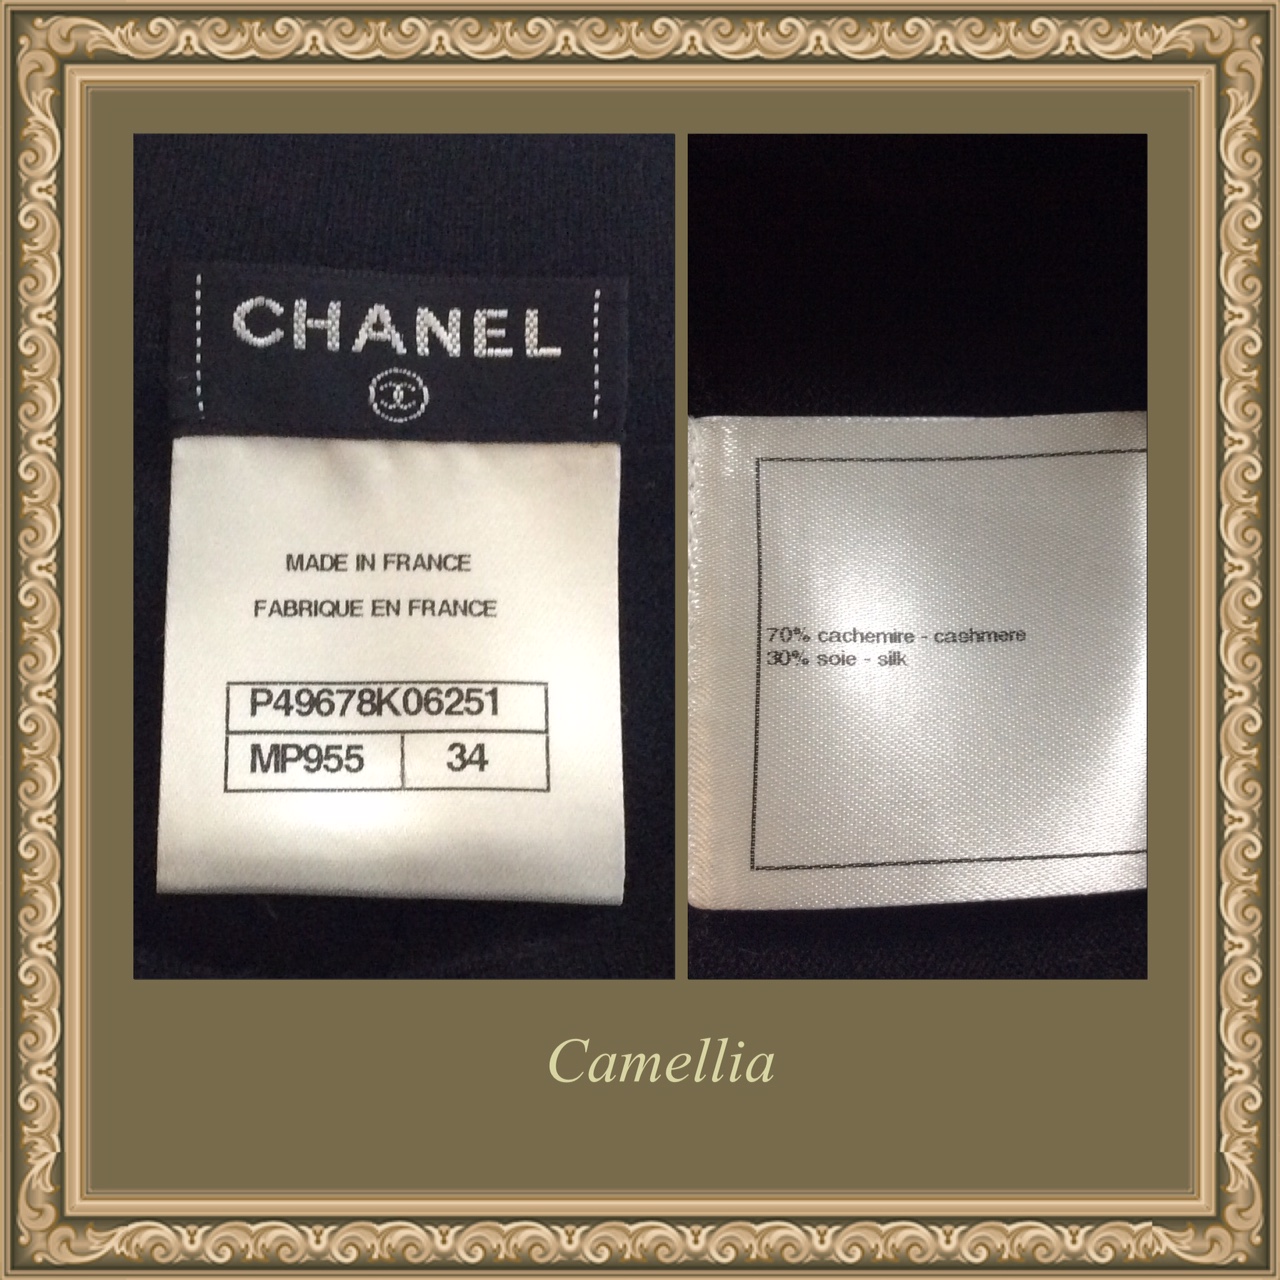 CHANEL
MADE IN FRANCE
FABRIQUE EN FRANCE
P49678K06251
MP955 34
70% cachemire - cashmere
30% soie - silk
Camellia